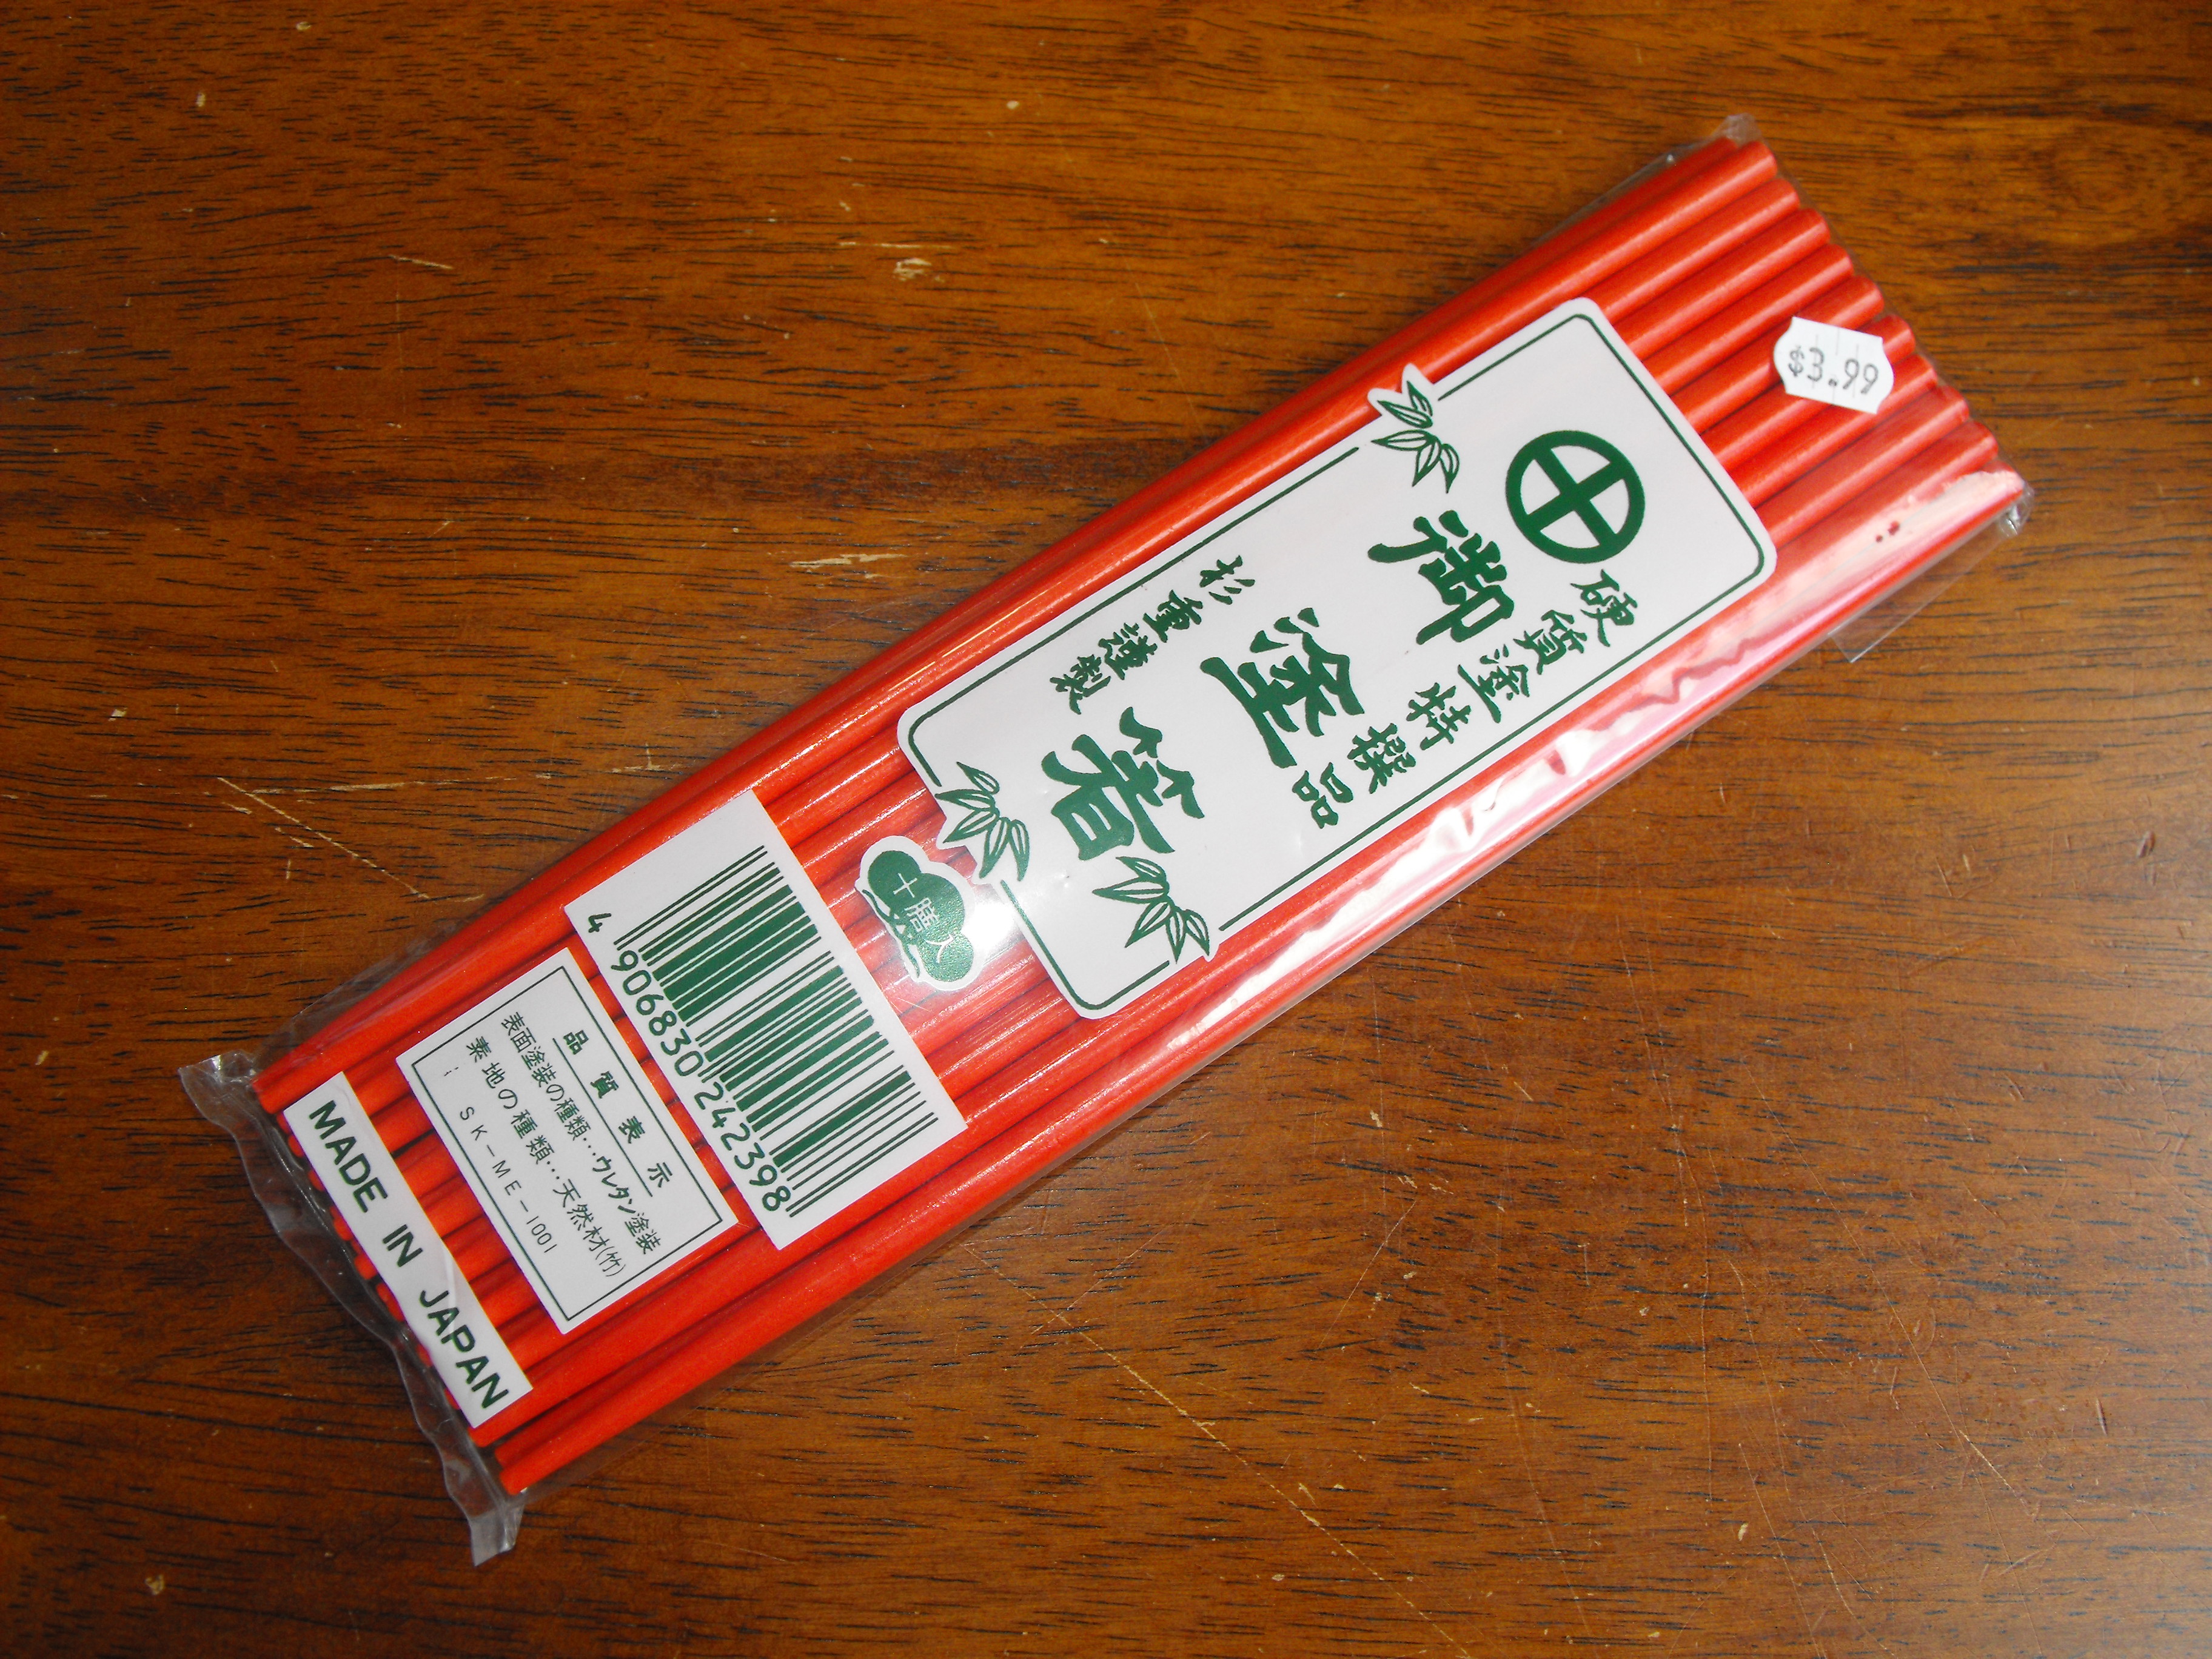 $3.99
硬質塗特撰品
御塗箸
杉重謹製
十膳入
4 906830 242398
品質表示
表面塗装の種類…ウレタン塗装
素地の種類…天然材(竹)
: SK-ME-1001
MADE IN JAPAN